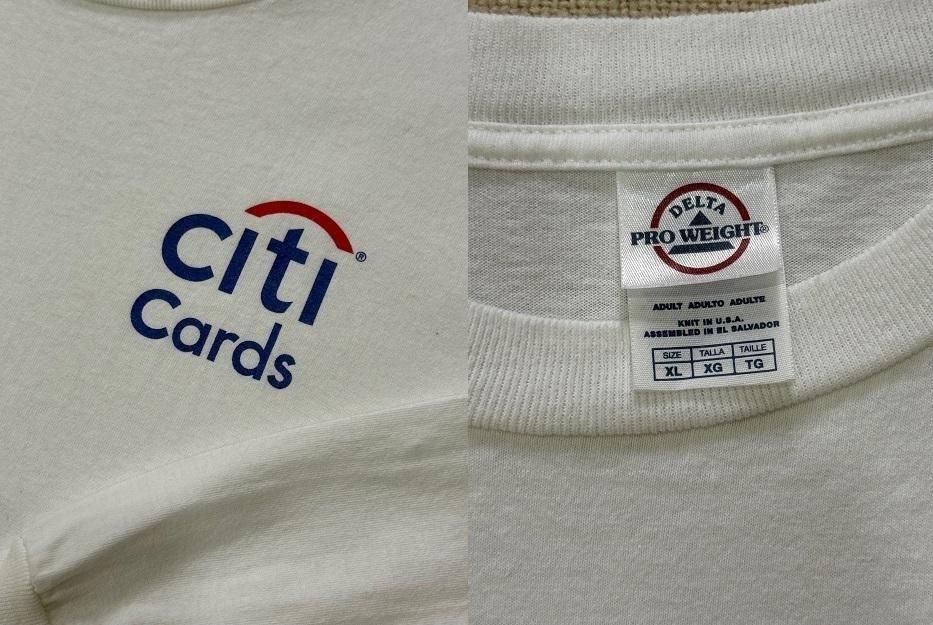 citi®
Cards
DELTA
PRO WEIGHT®
ADULT ADULTO ADULTE
KNIT IN U.S.A.
ASSEMBLED IN EL SALVADOR
SIZE TALLA TAILLE
XL XG TG